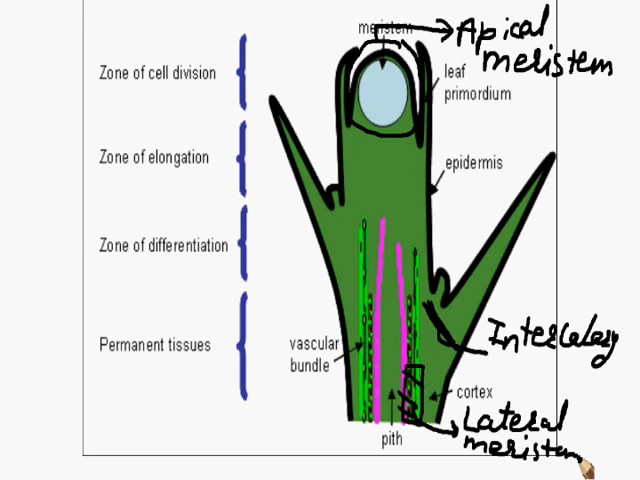 meristem
Apical
meristem
Zone of cell division
leaf
primordium
Zone of elongation
epidermis
Zone of differentiation
Intercalary
Permanent tissues
vascular
bundle
cortex
Lateral
meristem
pith